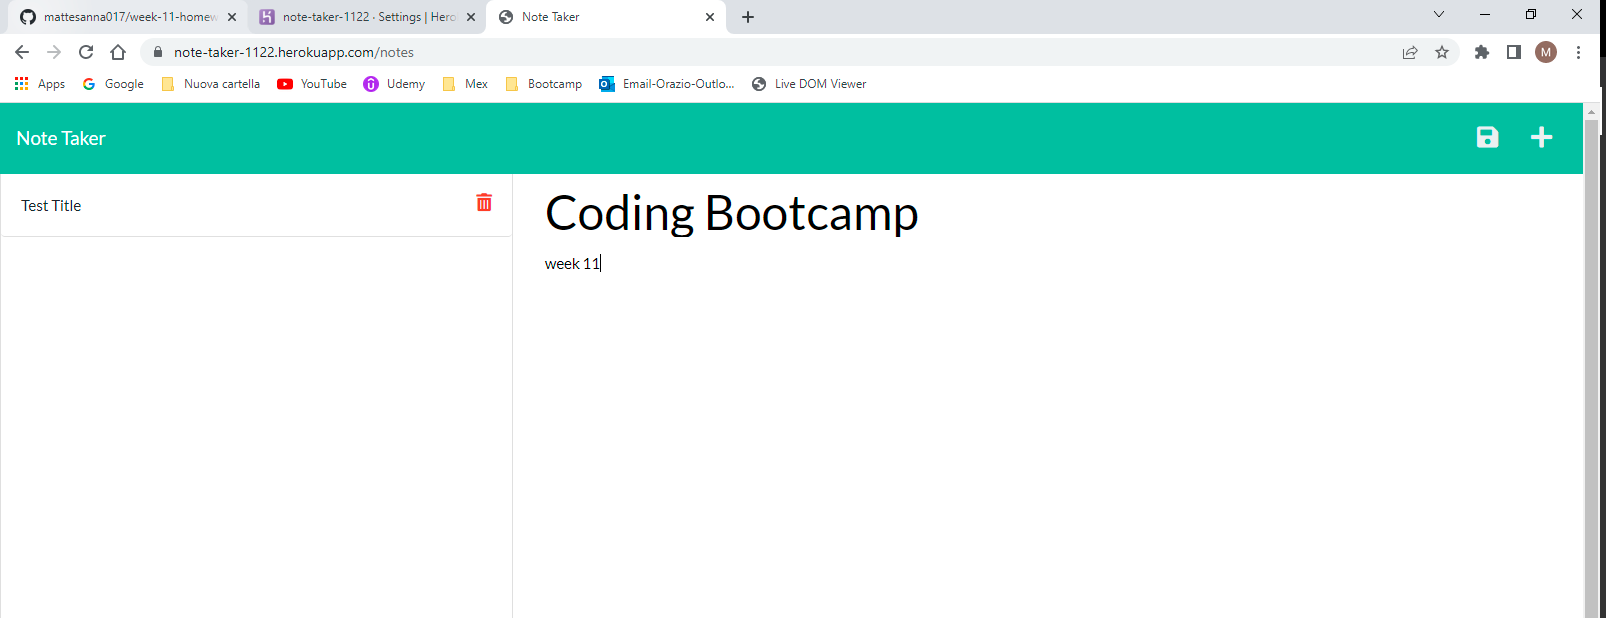 mattesanna017/week-11-homew
note-taker-1122 · Settings | Hero
Note Taker
note-taker-1122.herokuapp.com/notes
M
Apps
Google
Nuova cartella
YouTube
Udemy
Mex
Bootcamp
Email-Orazio-Outlo...
Live DOM Viewer
Note Taker
Test Title
Coding Bootcamp
week 11